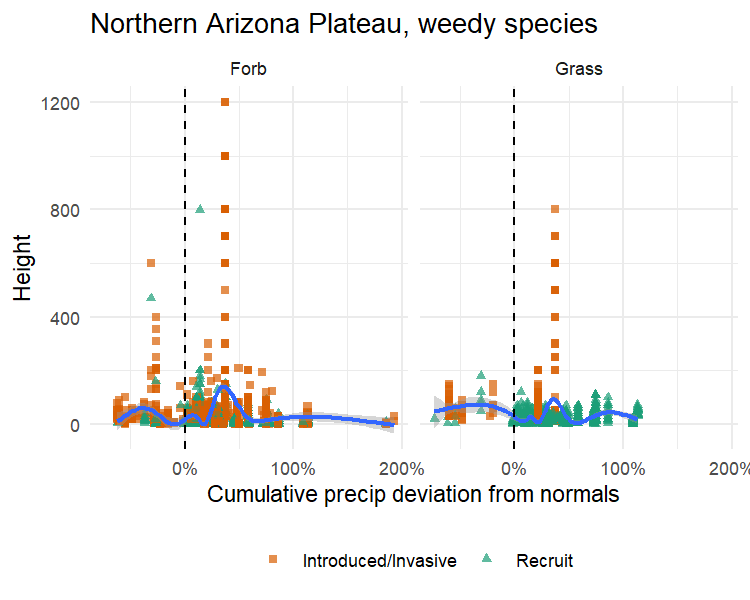 Northern Arizona Plateau, weedy species
Forb
Grass
1200
800
400
0
Height
0%
100%
200%
0%
100%
200%
Cumulative precip deviation from normals
Introduced/Invasive
Recruit